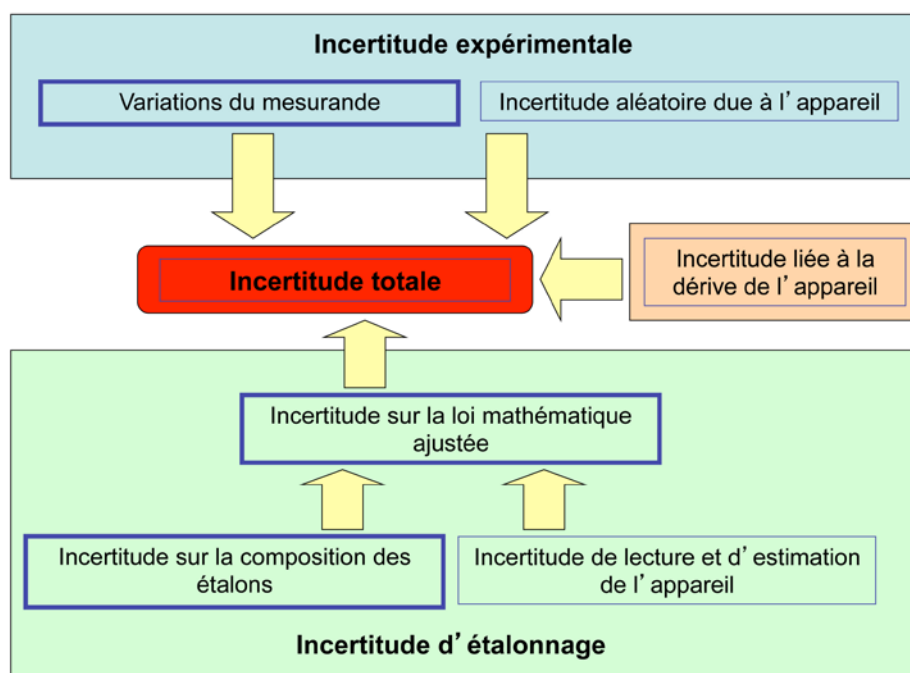 Incertitude expérimentale
Variations du mesurande
Incertitude aléatoire due à l’appareil
Incertitude totale
Incertitude liée à la
dérive de l’appareil
Incertitude sur la loi mathématique
ajustée
Incertitude sur la composition des
étalons
Incertitude de lecture et d’estimation
de l’appareil
Incertitude d’étalonnage